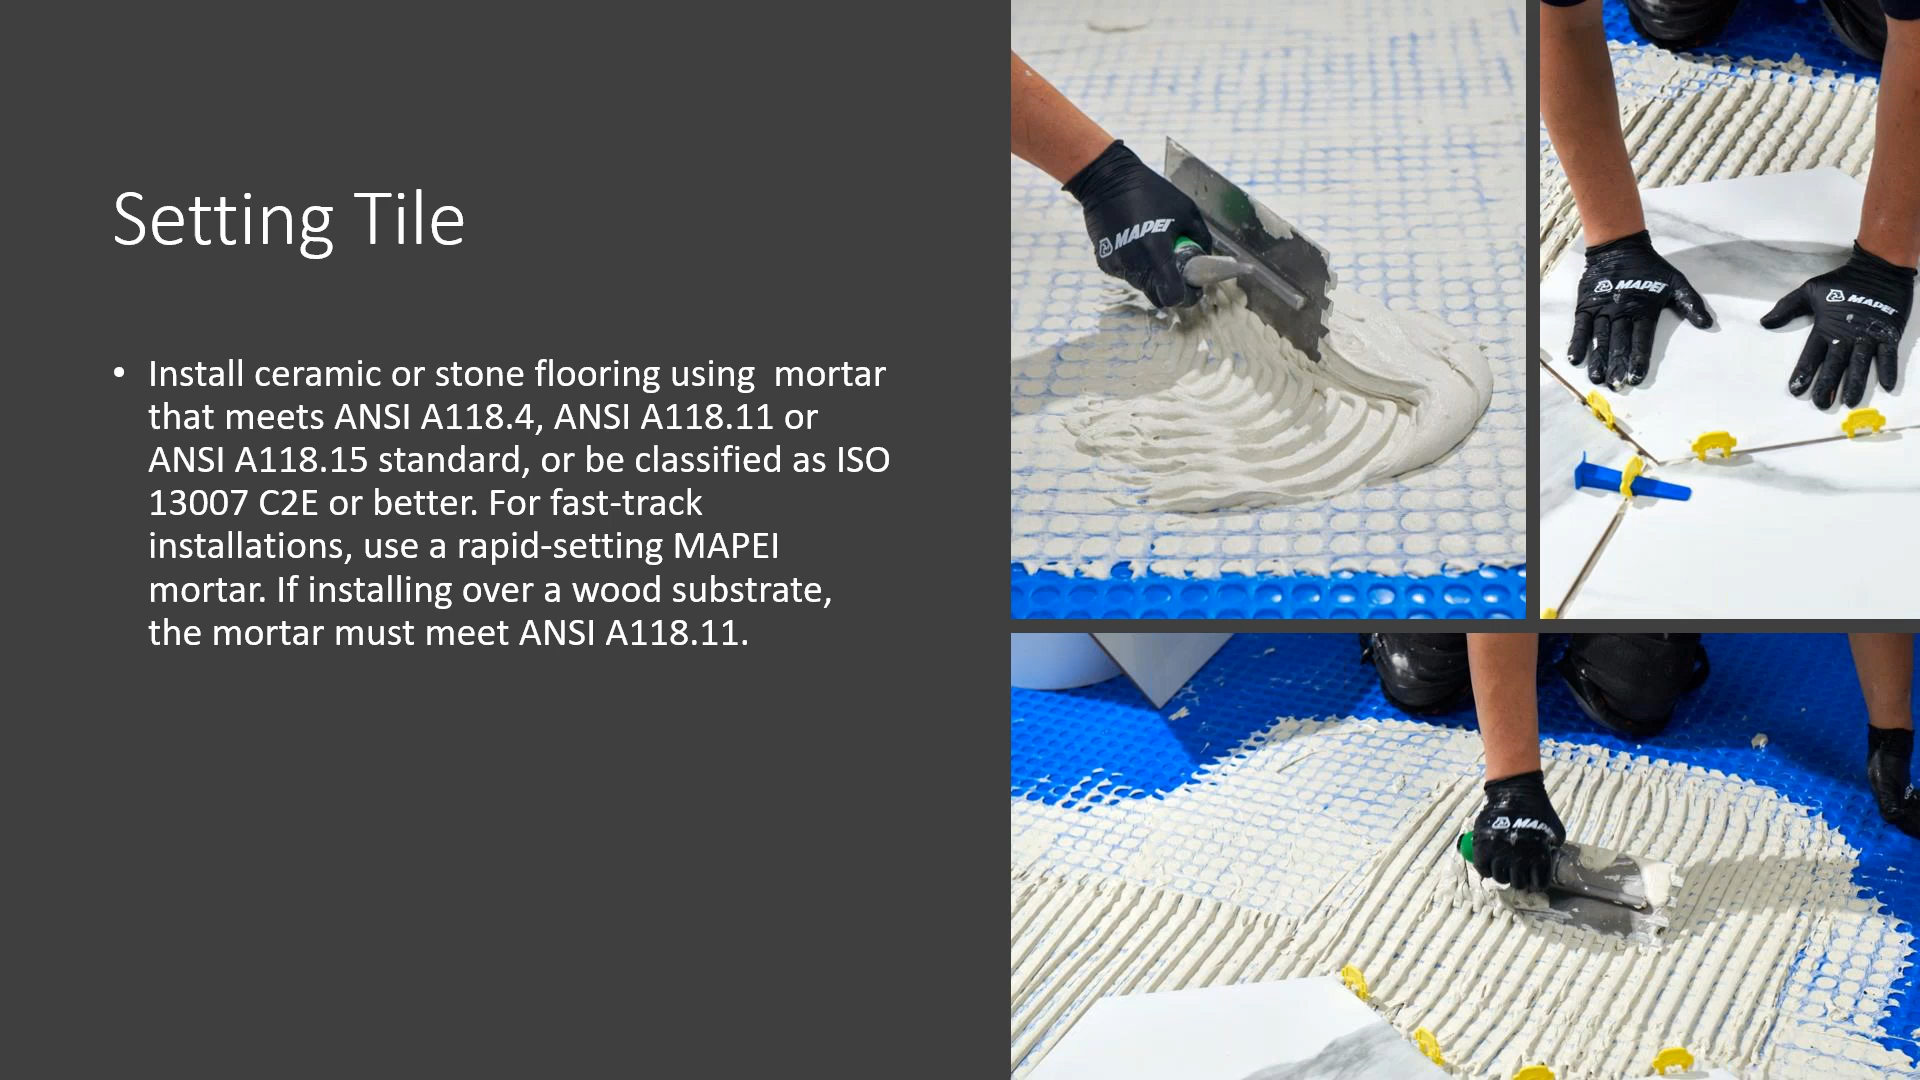 Setting Tile
• Install ceramic or stone flooring using  mortar
that meets ANSI A118.4, ANSI A118.11 or
ANSI A118.15 standard, or be classified as ISO
13007 C2E or better. For fast-track
installations, use a rapid-setting MAPEI
mortar. If installing over a wood substrate,
the mortar must meet ANSI A118.11.
MAPEI
MAPEI
MAPEI
MAPEI